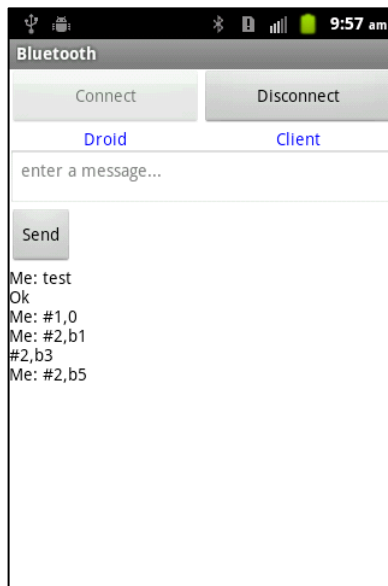 9:57 am
Bluetooth
Connect Disconnect
Droid Client
enter a message...
Send
Me: test
Ok
Me: #1,0
Me: #2,b1
#2,b3
Me: #2,b5